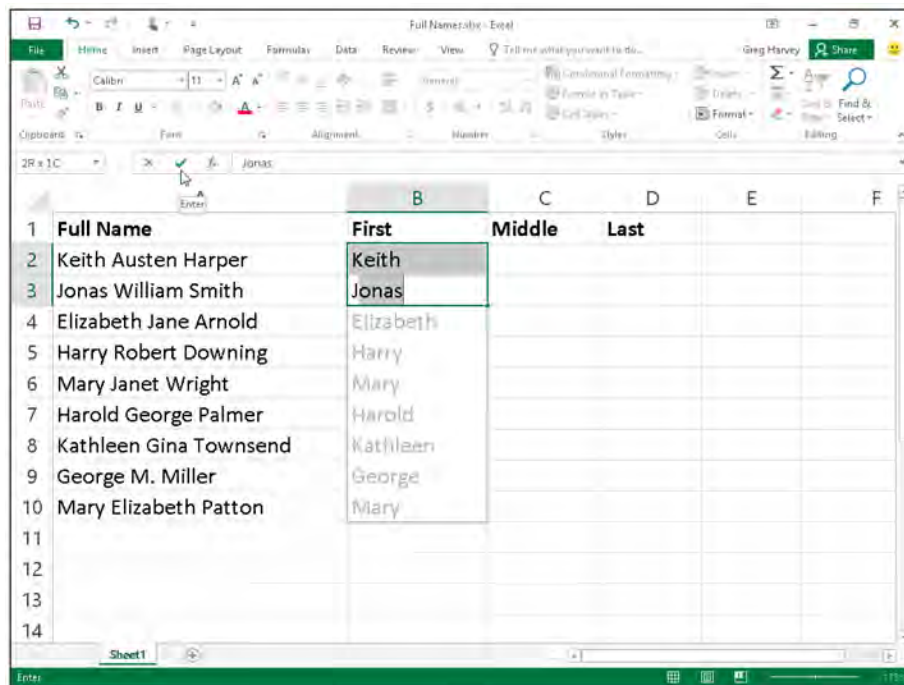 Full Names.xlsx - Excel
File Home Insert Page Layout Formulas Data Review View Tell me what you want to do... Greg Harvey Share
Calibri 11 A A Conditional Formatting
Paste B I U A $ Format as Table Format Find & Select
Clipboard Font Alignment Number Styles Cells Editing
2R x 1C fx Jonas
Enter
B C D E F
1 Full Name First Middle Last
2 Keith Austen Harper Keith
3 Jonas William Smith Jonas
4 Elizabeth Jane Arnold Elizabeth
5 Harry Robert Downing Harry
6 Mary Janet Wright Mary
7 Harold George Palmer Harold
8 Kathleen Gina Townsend Kathleen
9 George M. Miller George
10 Mary Elizabeth Patton Mary
11
12
13
14
Sheet1
Enter